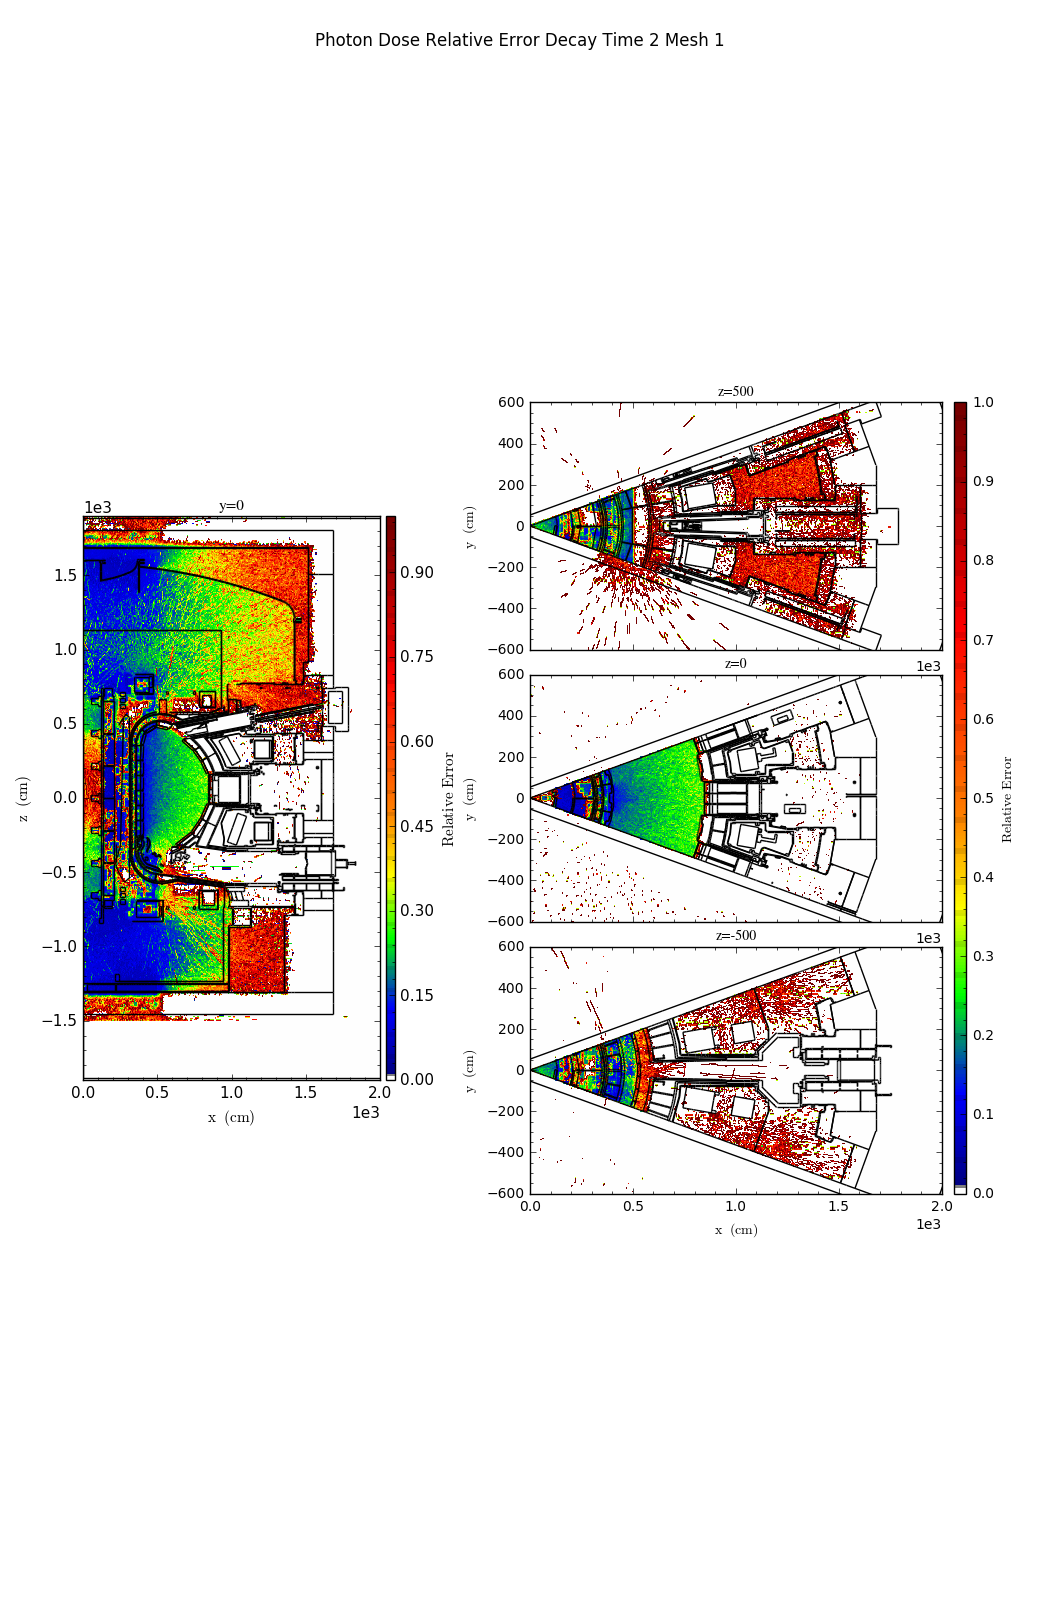 Photon Dose Relative Error Decay Time 2 Mesh 1
y=0
1e3
1.5
1.0
0.5
0.0
−0.5
−1.0
−1.5
z (cm)
0.0 0.5 1.0 1.5 2.0
1e3
x (cm)
0.90
0.75
0.60
0.45
0.30
0.15
0.00
Relative Error
z=500
600
400
200
0
−200
−400
−600
y (cm)
1e3
z=0
600
400
200
0
−200
−400
−600
y (cm)
1e3
z=-500
600
400
200
0
−200
−400
−600
y (cm)
0.0 0.5 1.0 1.5 2.0
1e3
x (cm)
1.0
0.9
0.8
0.7
0.6
0.5
0.4
0.3
0.2
0.1
0.0
Relative Error